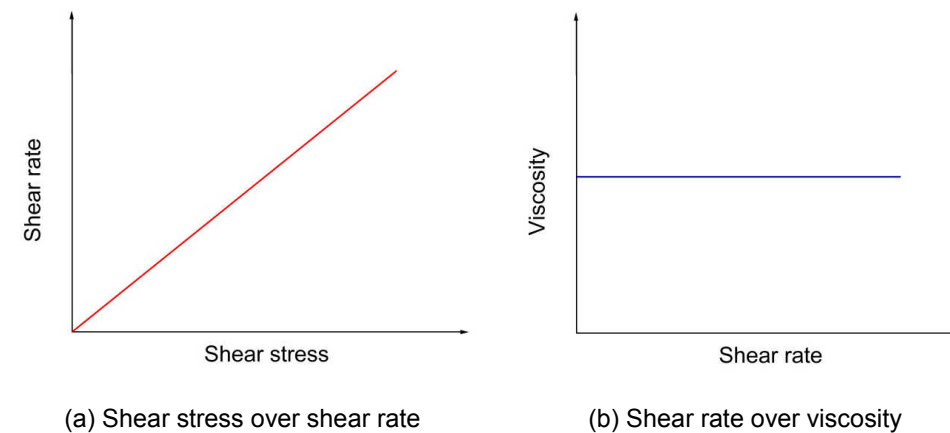 Shear rate
Shear stress
(a) Shear stress over shear rate
Viscosity
Shear rate
(b) Shear rate over viscosity